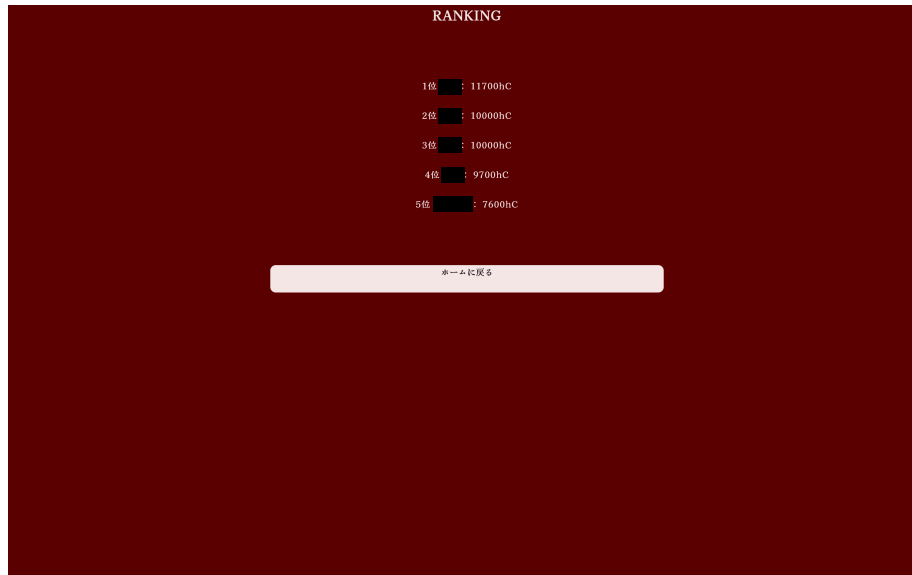 RANKING
1位 : 11700hC
2位 : 10000hC
3位 : 10000hC
4位 : 9700hC
5位 : 7600hC
ホームに戻る